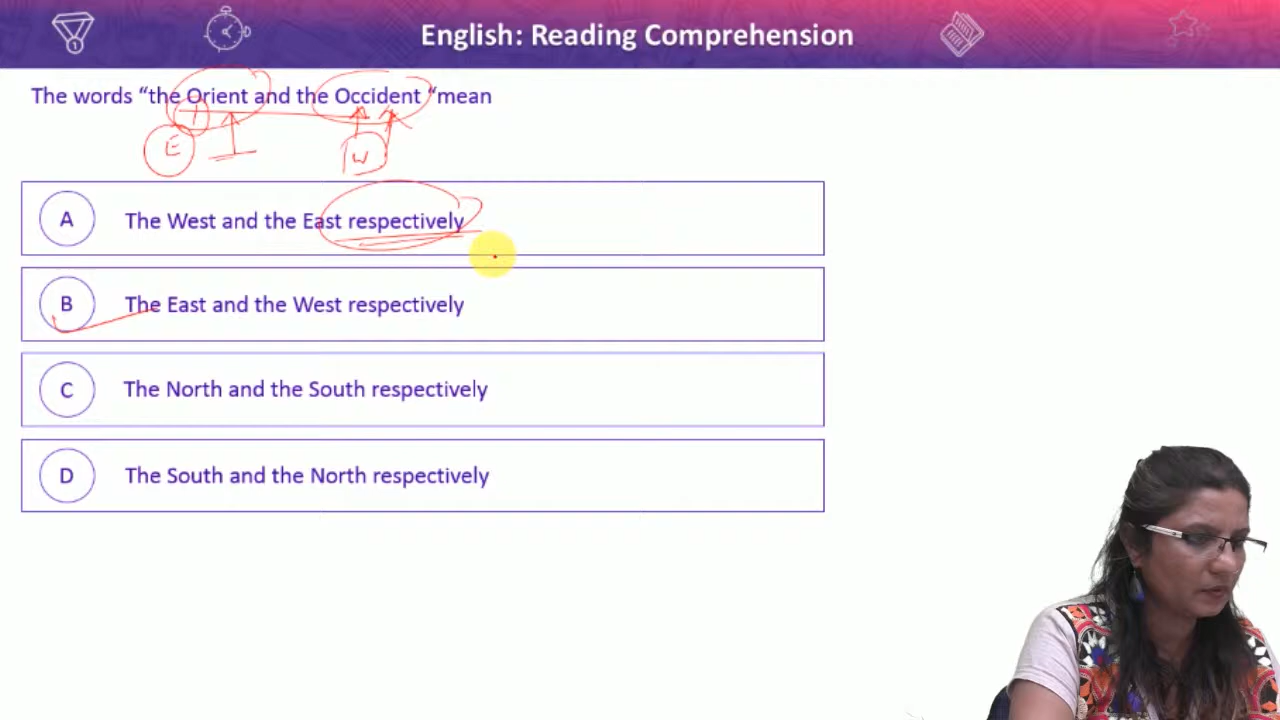 English: Reading Comprehension
The words “the Orient and the Occident “mean
E
W
A The West and the East respectively
B The East and the West respectively
C The North and the South respectively
D The South and the North respectively